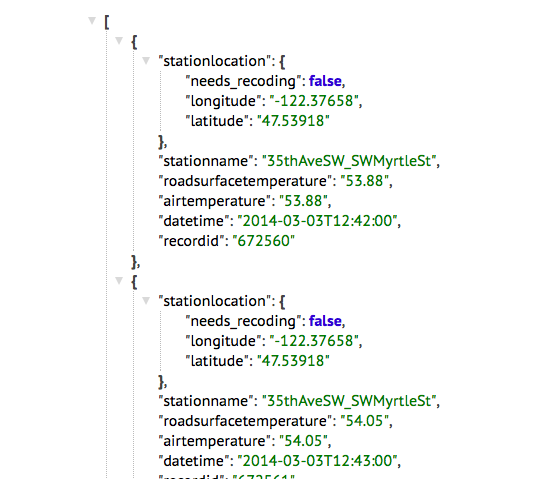 [
{
"stationlocation": {
"needs_recoding": false,
"longitude": "-122.37658",
"latitude": "47.53918"
},
"stationname": "35thAveSW_SWMyrtleSt",
"roadsurfacetemperature": "53.88",
"airtemperature": "53.88",
"datetime": "2014-03-03T12:42:00",
"recordid": "672560"
},
{
"stationlocation": {
"needs_recoding": false,
"longitude": "-122.37658",
"latitude": "47.53918"
},
"stationname": "35thAveSW_SWMyrtleSt",
"roadsurfacetemperature": "54.05",
"airtemperature": "54.05",
"datetime": "2014-03-03T12:43:00",
"recordid": "672561"